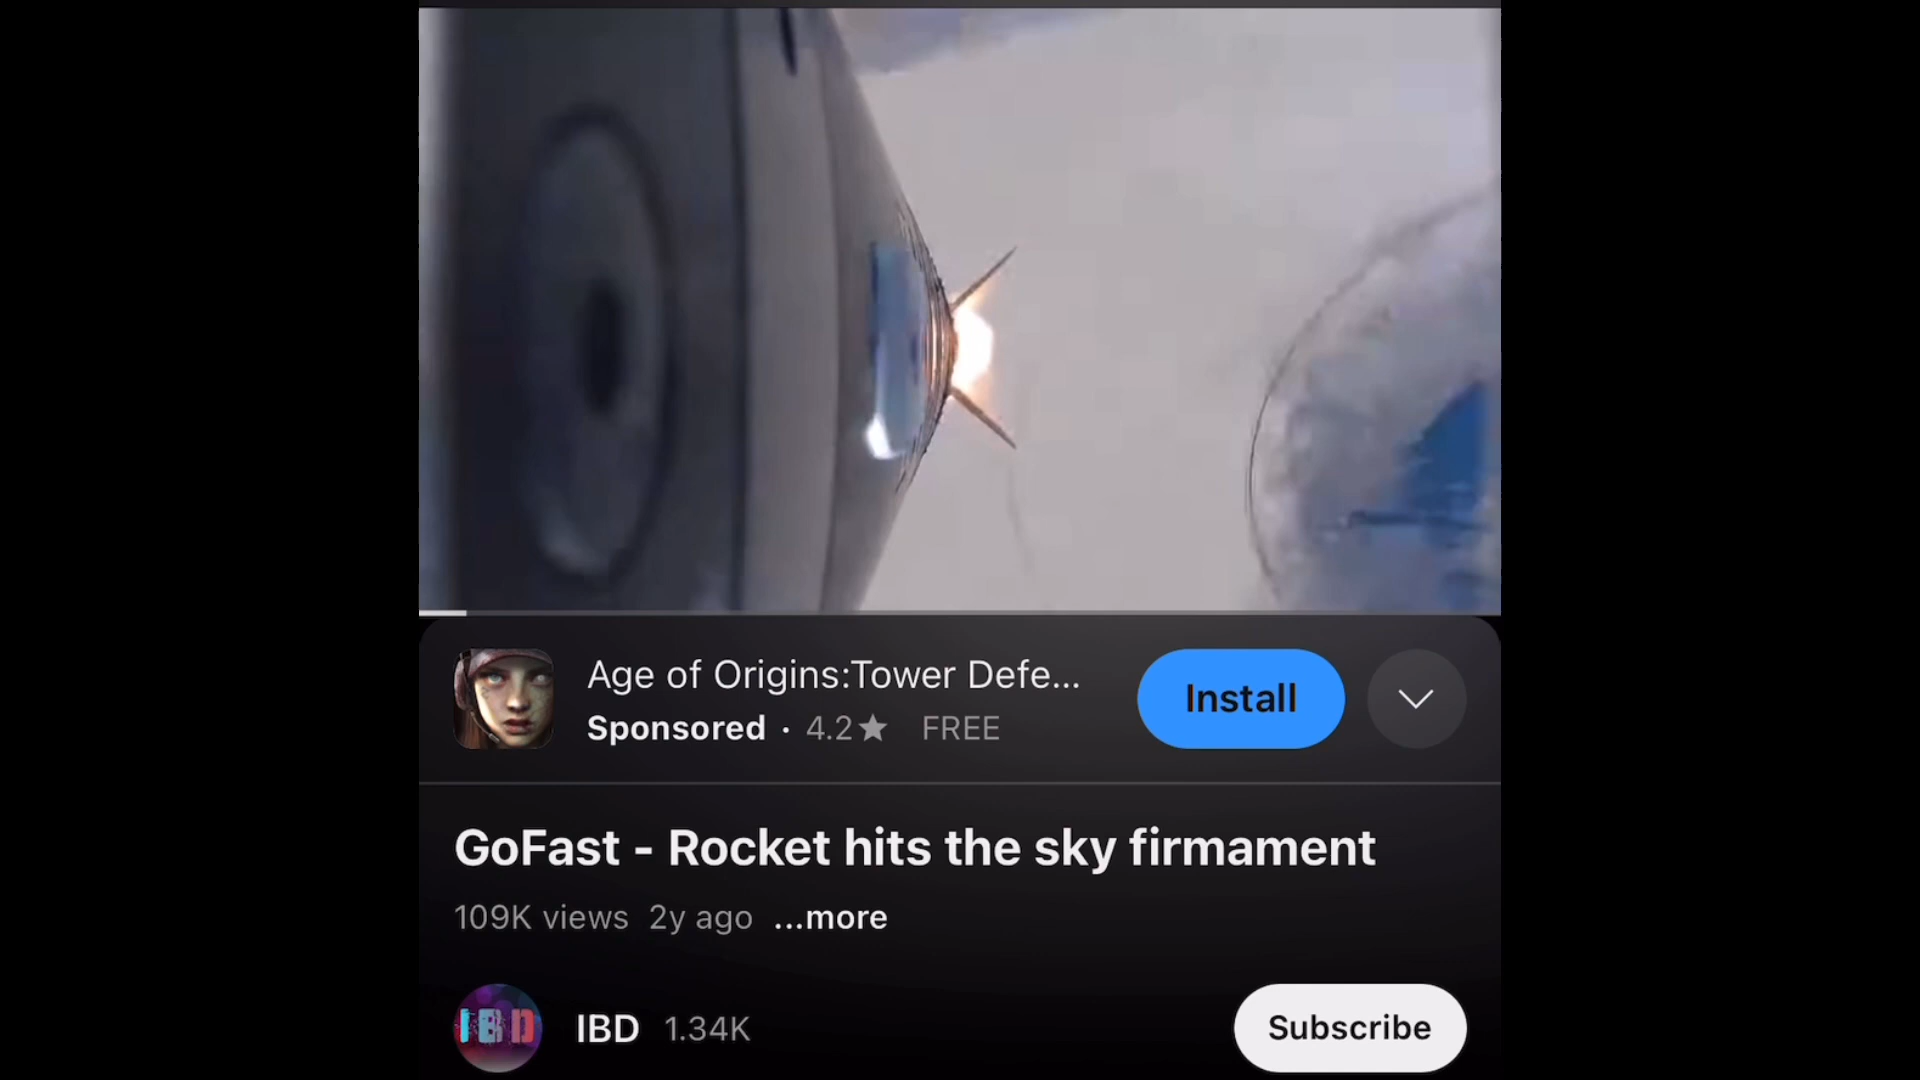 Age of Origins:Tower Defe...
Install
Sponsored · 4.2★ FREE
GoFast - Rocket hits the sky firmament
109K views 2y ago ...more
IBD
IBD 1.34K
Subscribe